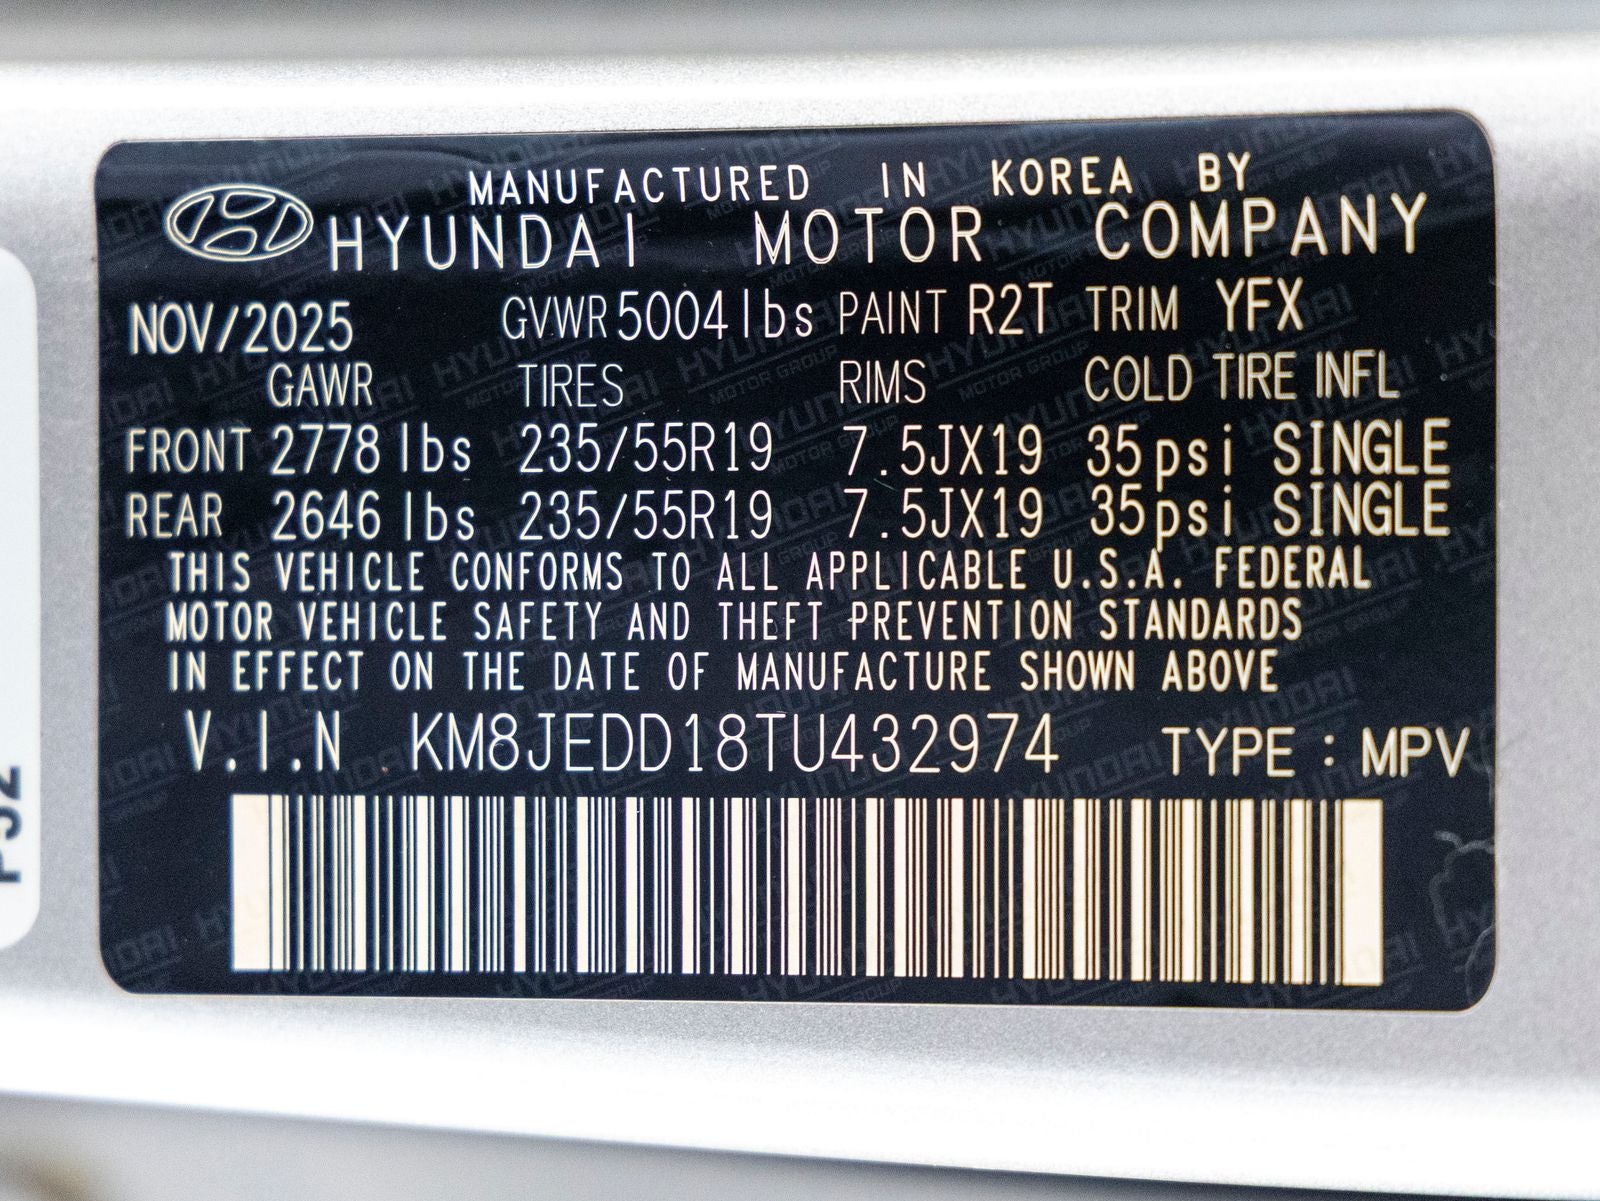 MANUFACTURED IN KOREA BY
HYUNDAI MOTOR COMPANY
NOV/2025 GVWR 5004 lbs PAINT R2T TRIM YFX
GAWR TIRES RIMS COLD TIRE INFL
FRONT 2778 lbs 235/55R19 7.5JX19 35psi SINGLE
REAR 2646 lbs 235/55R19 7.5JX19 35psi SINGLE
THIS VEHICLE CONFORMS TO ALL APPLICABLE U.S.A. FEDERAL
MOTOR VEHICLE SAFETY AND THEFT PREVENTION STANDARDS
IN EFFECT ON THE DATE OF MANUFACTURE SHOWN ABOVE
V.I.N KM8JEDD18TU432974 TYPE : MPV